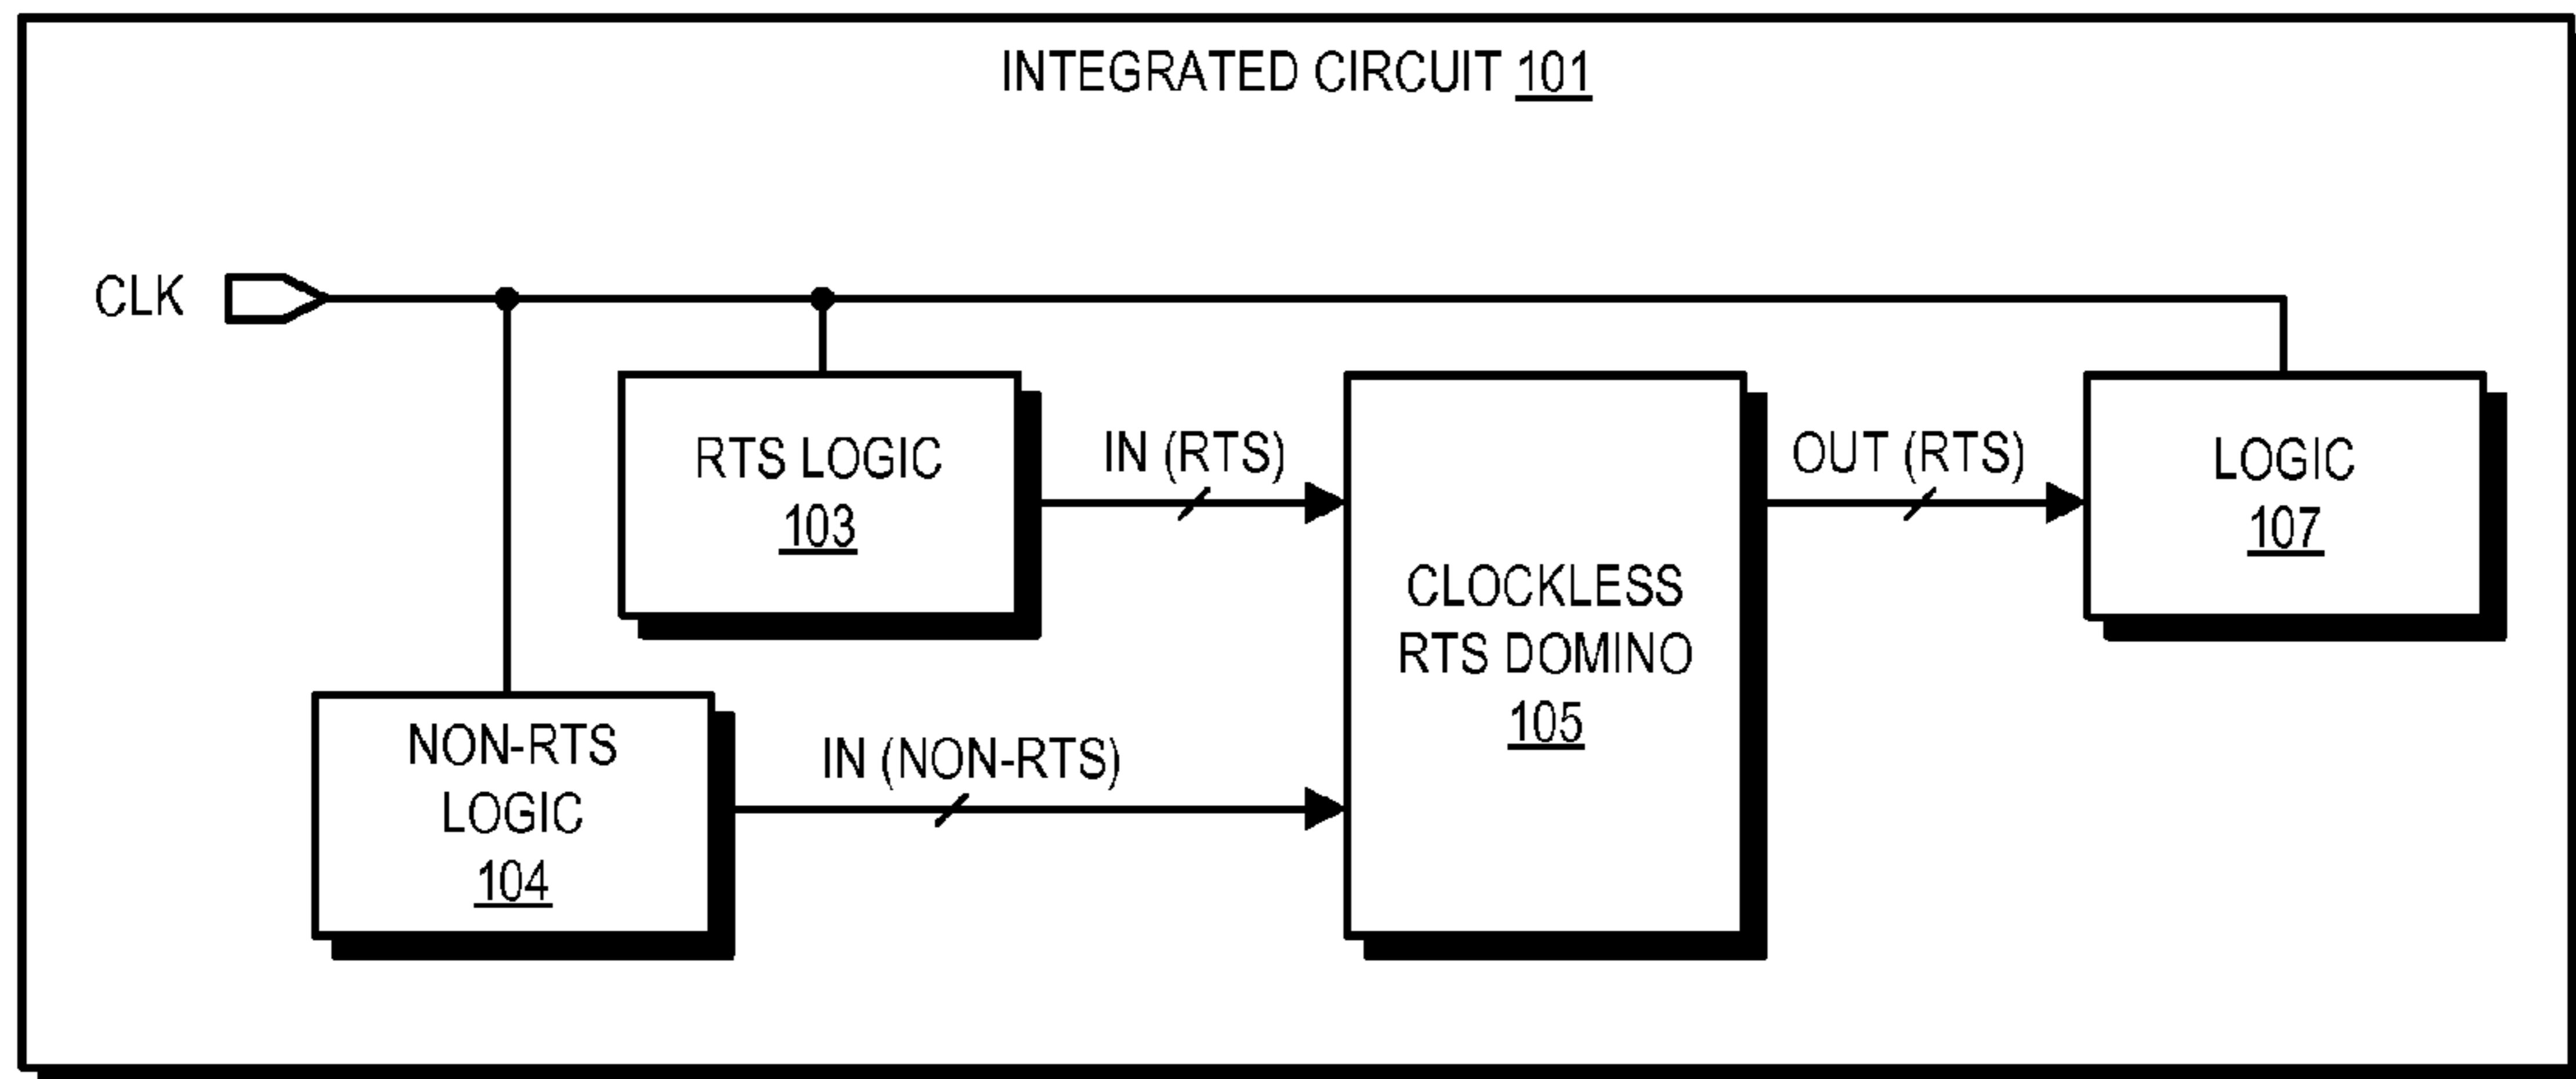 INTEGRATED CIRCUIT 101
CLK
RTS LOGIC
103
IN (RTS)
CLOCKLESS
RTS DOMINO
105
OUT (RTS)
LOGIC
107
NON-RTS
LOGIC
104
IN (NON-RTS)